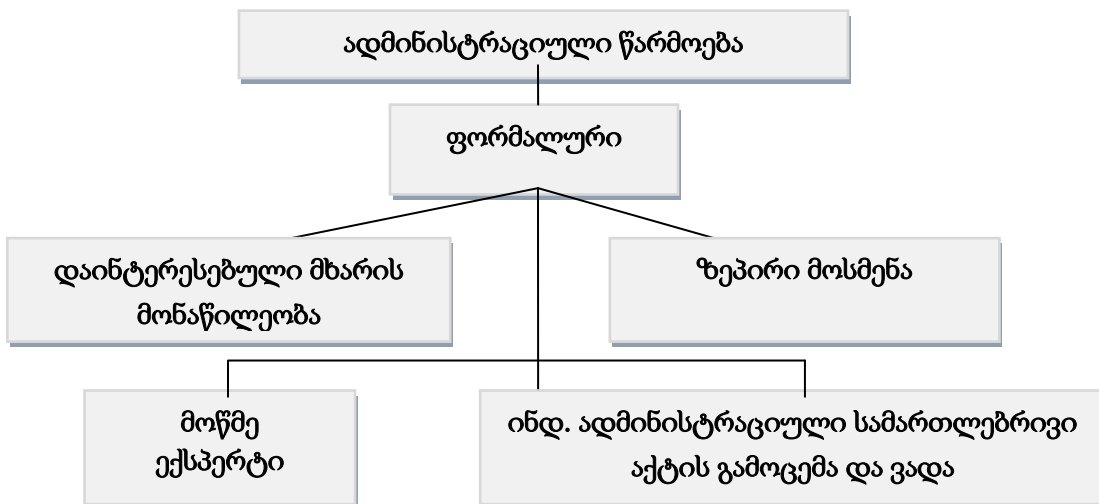 ადმინისტრაციული წარმოება
ფორმალური
დაინტერესებული მხარის
მონაწილეობა
ზეპირი მოსმენა
მოწმე
ექსპერტი
ინდ. ადმინისტრაციული სამართლებრივი
აქტის გამოცემა და ვადა